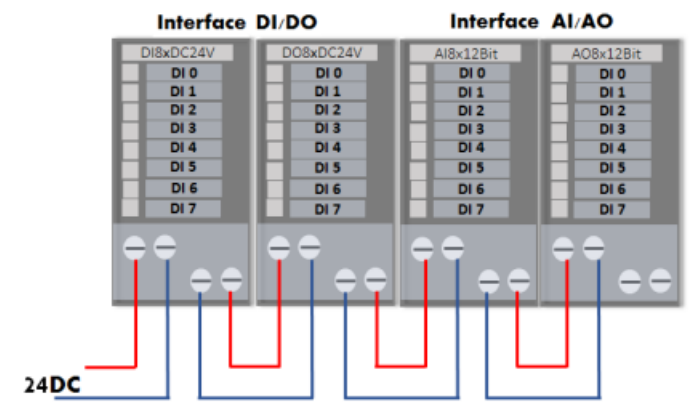 Interface DI/DO
Interface AI/AO
DI8xDC24V
DI 0
DI 1
DI 2
DI 3
DI 4
DI 5
DI 6
DI 7
DO8xDC24V
DI 0
DI 1
DI 2
DI 3
DI 4
DI 5
DI 6
DI 7
AI8x12Bit
DI 0
DI 1
DI 2
DI 3
DI 4
DI 5
DI 6
DI 7
AO8x12Bit
DI 0
DI 1
DI 2
DI 3
DI 4
DI 5
DI 6
DI 7
24DC